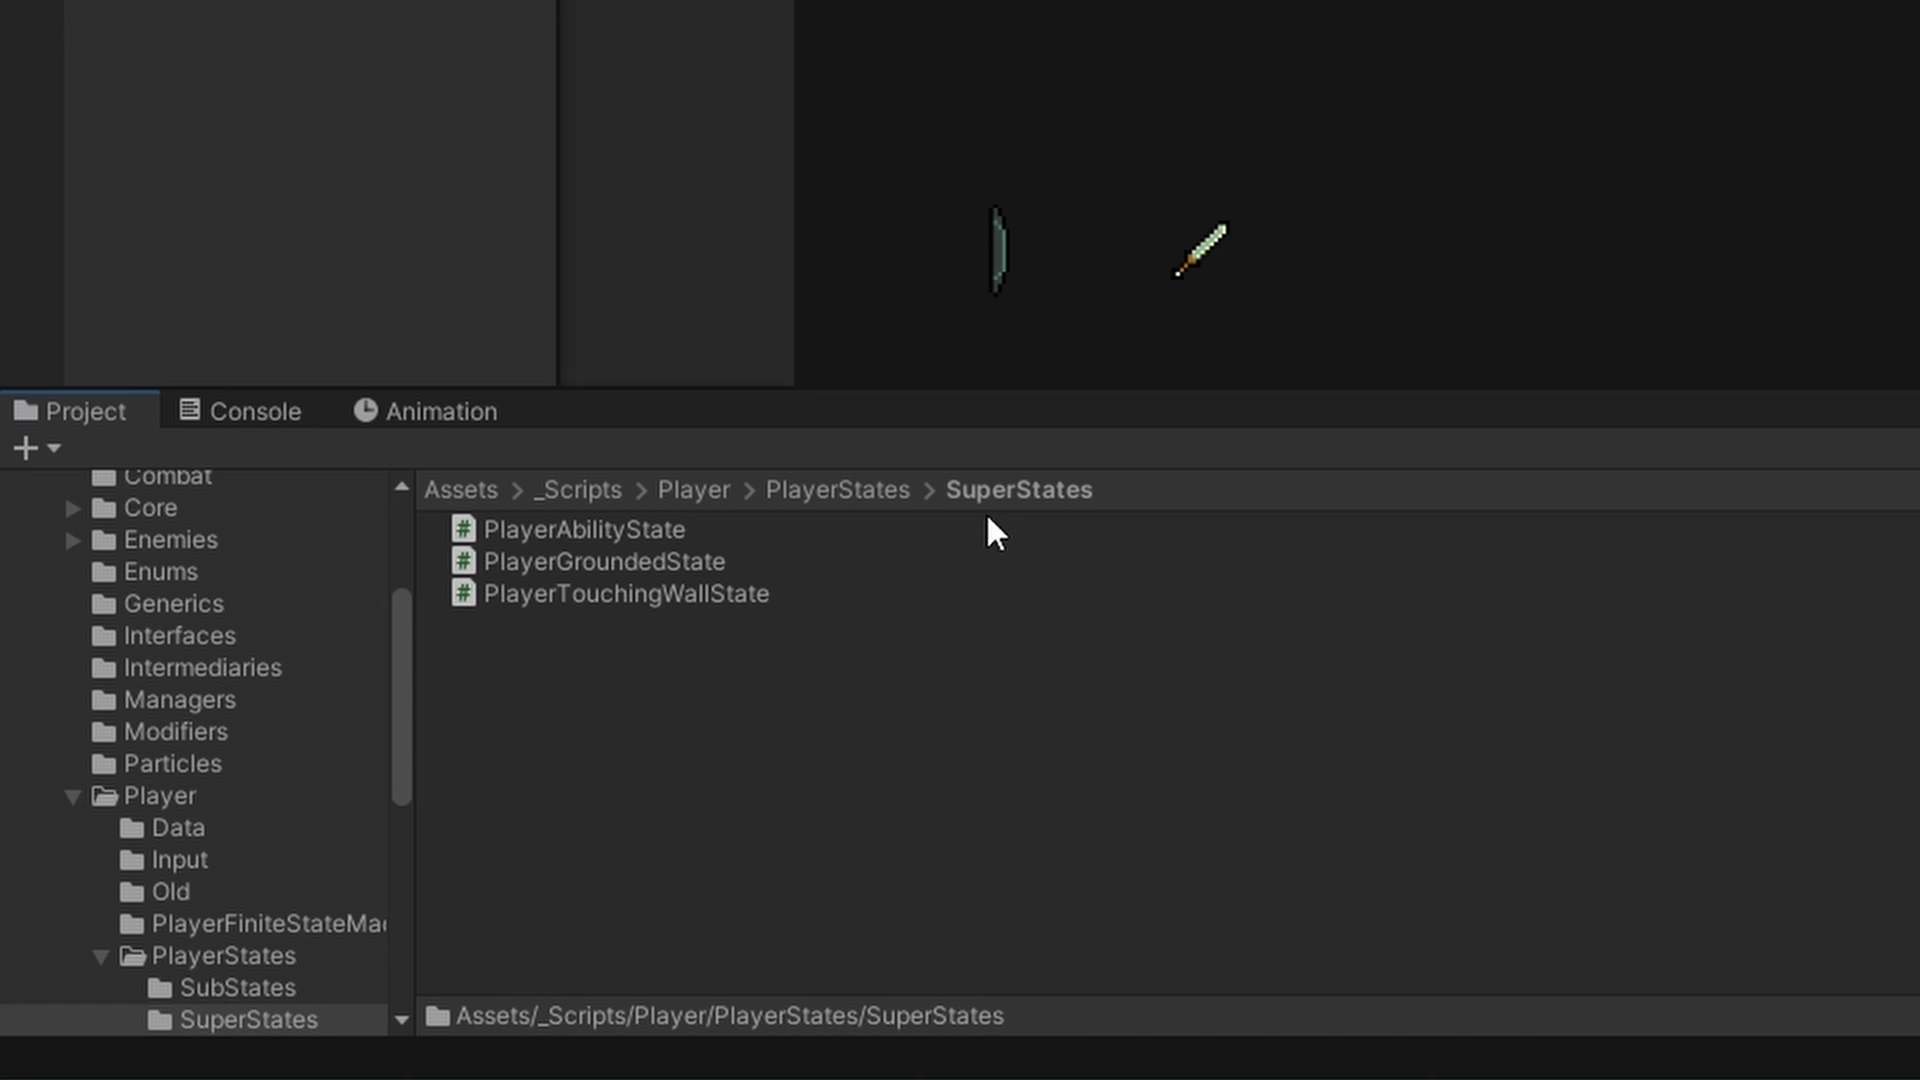 Project
Console
Animation
Combat
Core
Enemies
Enums
Generics
Interfaces
Intermediaries
Managers
Modifiers
Particles
Player
Data
Input
Old
PlayerFiniteStateMac
PlayerStates
SubStates
SuperStates
Assets > _Scripts > Player > PlayerStates > SuperStates
PlayerAbilityState
PlayerGroundedState
PlayerTouchingWallState
Assets/_Scripts/Player/PlayerStates/SuperStates